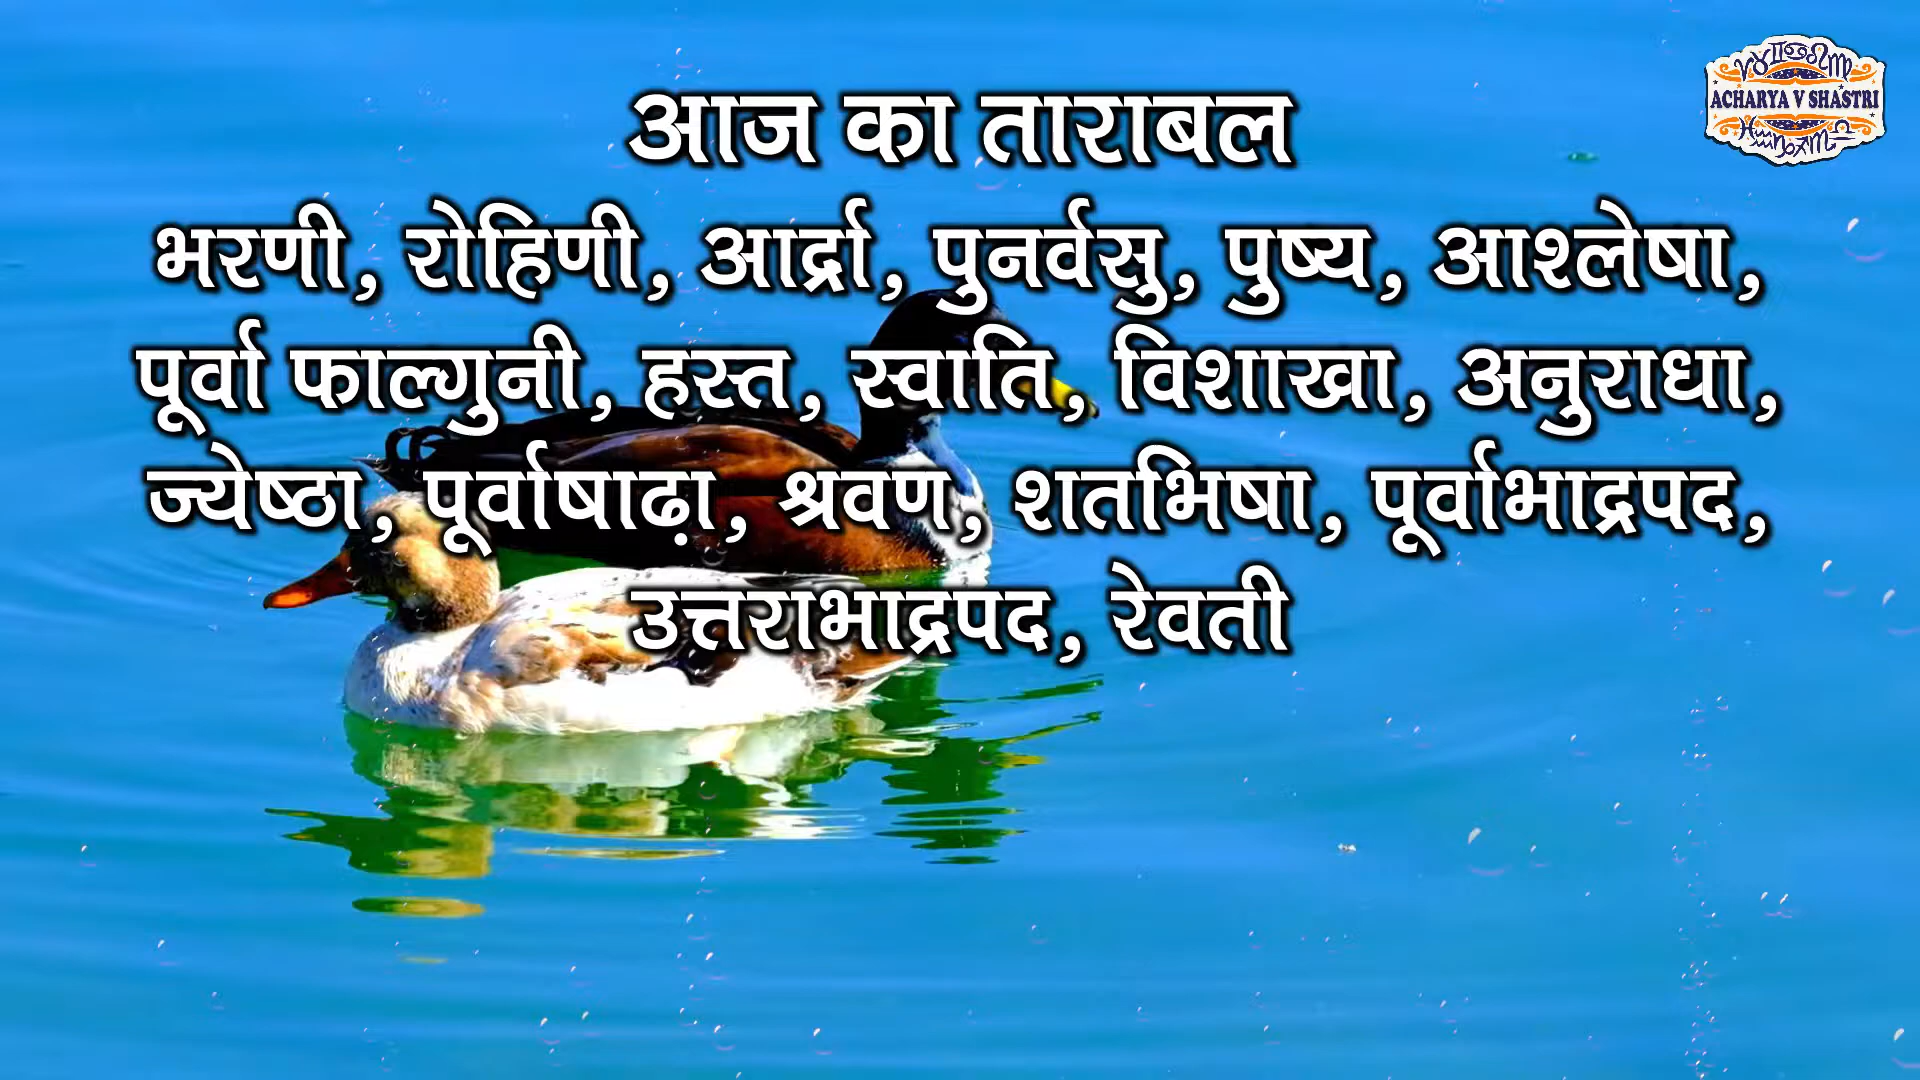 आज का ताराबल
ACHARYA V SHASTRI
भरणी, रोहिणी, आर्द्रा, पुनर्वसु, पुष्य, आश्लेषा,
पूर्वा फाल्गुनी, हस्त, स्वाति, विशाखा, अनुराधा,
ज्येष्ठा, पूर्वाषाढ़ा, श्रवण, शतभिषा, पूर्वाभाद्रपद,
उत्तराभाद्रपद, रेवती